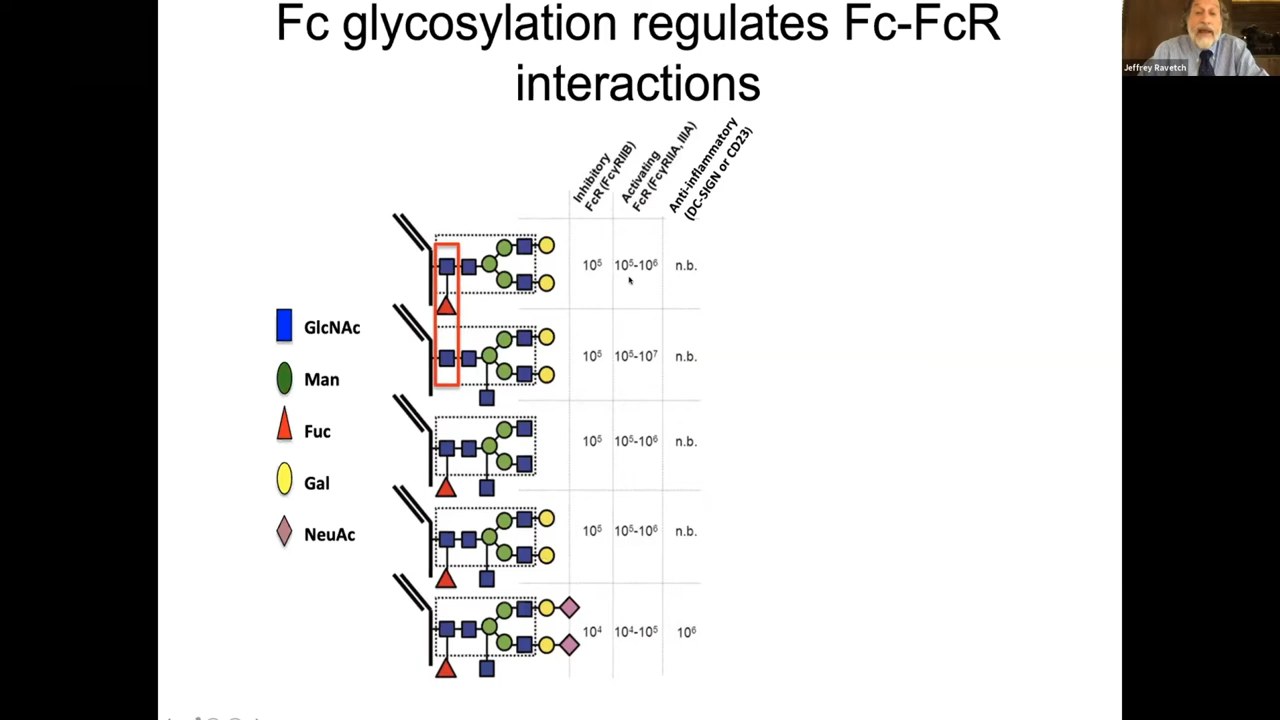 Fc glycosylation regulates Fc-FcR
interactions
Jeffrey Ravetch
Inhibitory
FcR (FcγRIIB)
Activating
FcR (FcγRIIA, IIIA)
Anti-inflammatory
(DC-SIGN or CD23)
10⁵ 10⁵-10⁶ n.b.
GlcNAc
10⁵ 10⁵-10⁷ n.b.
Man
Fuc
10⁵ 10⁵-10⁶ n.b.
Gal
10⁵ 10⁵-10⁶ n.b.
NeuAc
10⁴ 10⁴-10⁵ 10⁶